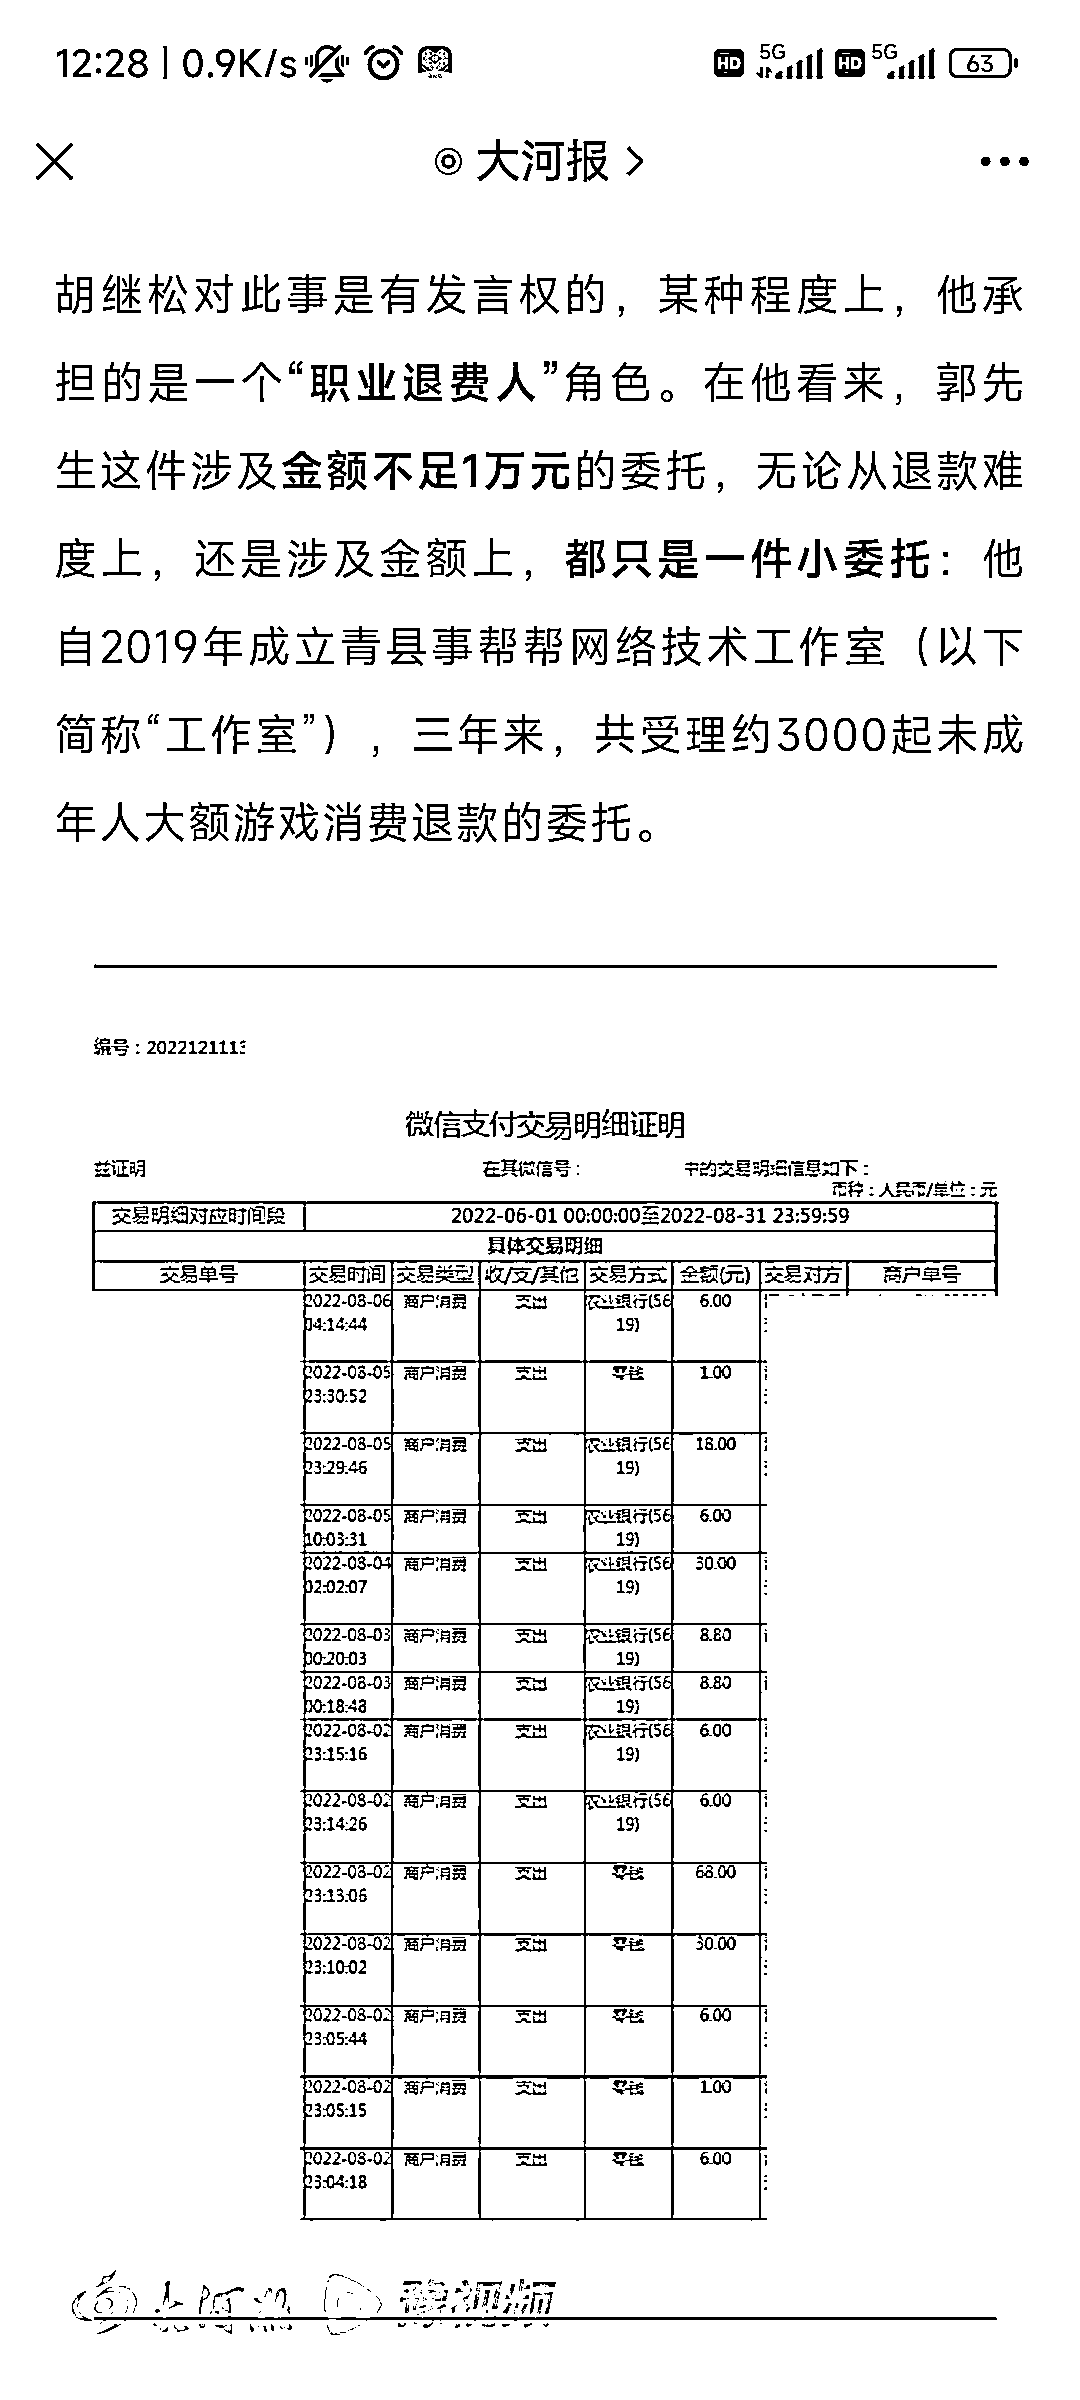 12:28 | 0.9K/s HD 5G HD 5G 63
大河报
胡继松对此事是有发言权的，某种程度上，他承
担的是一个“职业退费人”角色。在他看来，郭先
生这件涉及金额不足1万元的委托，无论从退款难
度上，还是涉及金额上，都只是一件小委托：他
自2019年成立青县事帮帮网络技术工作室（以下
简称“工作室”），三年来，共受理约3000起未成
年人大额游戏消费退款的委托。
编号：2022121113
微信支付交易明细证明
兹证明 在其微信号： 中的交易明细信息如下：
币种：人民币/单位：元
交易明细对应时间段 2022-06-01 00:00:00至2022-08-31 23:59:59
具体交易明细
交易单号 交易时间 交易类型 收/支/其他 交易方式 金额(元) 交易对方 商户单号
2022-08-06 商户消费 支出 农业银行(56 6.00
04:14:44 19)
2022-08-05 商户消费 支出 零钱 1.00
23:30:52
2022-08-05 商户消费 支出 农业银行(56 18.00
23:29:46 19)
2022-08-05 商户消费 支出 农业银行(56 6.00
10:03:31 19)
2022-08-04 商户消费 支出 农业银行(56 30.00
02:02:07 19)
2022-08-03 商户消费 支出 农业银行(56 8.80
00:20:03 19)
2022-08-03 商户消费 支出 农业银行(56 8.80
00:18:48 19)
2022-08-02 商户消费 支出 农业银行(56 6.00
23:15:16 19)
2022-08-02 商户消费 支出 农业银行(56 6.00
23:14:26 19)
2022-08-02 商户消费 支出 零钱 68.00
23:13:06
2022-08-02 商户消费 支出 零钱 30.00
23:10:02
2022-08-02 商户消费 支出 零钱 6.00
23:05:44
2022-08-02 商户消费 支出 零钱 1.00
23:05:15
2022-08-02 商户消费 支出 零钱 6.00
23:04:18
大河报 豫视频